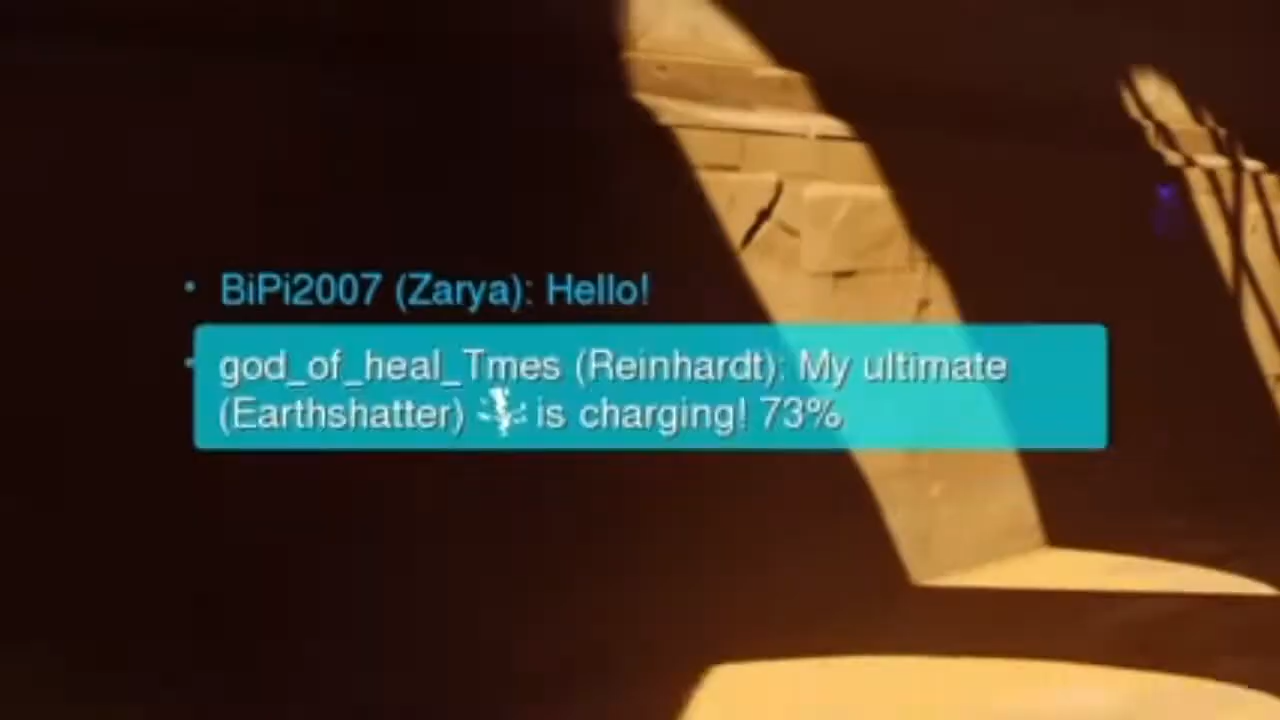 BiPi2007 (Zarya): Hello!
god_of_heal_Tmes (Reinhardt): My ultimate
(Earthshatter) is charging! 73%